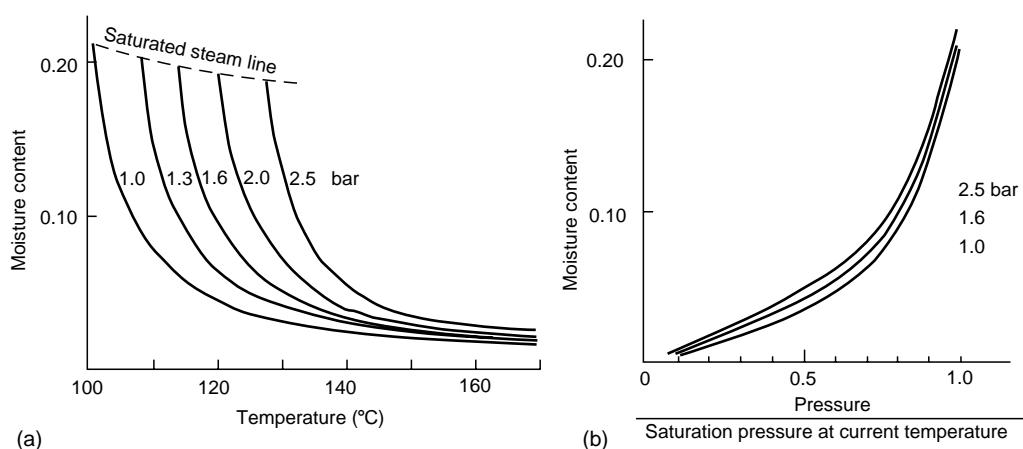 Saturated steam line
0.20
1.0 1.3 1.6 2.0 2.5 bar
0.10
Moisture content
100 120 140 160
Temperature (ºC)
(a)
0.20
2.5 bar
1.6
1.0
0.10
Moisture content
0 0.5 1.0
Pressure
Saturation pressure at current temperature
(b)